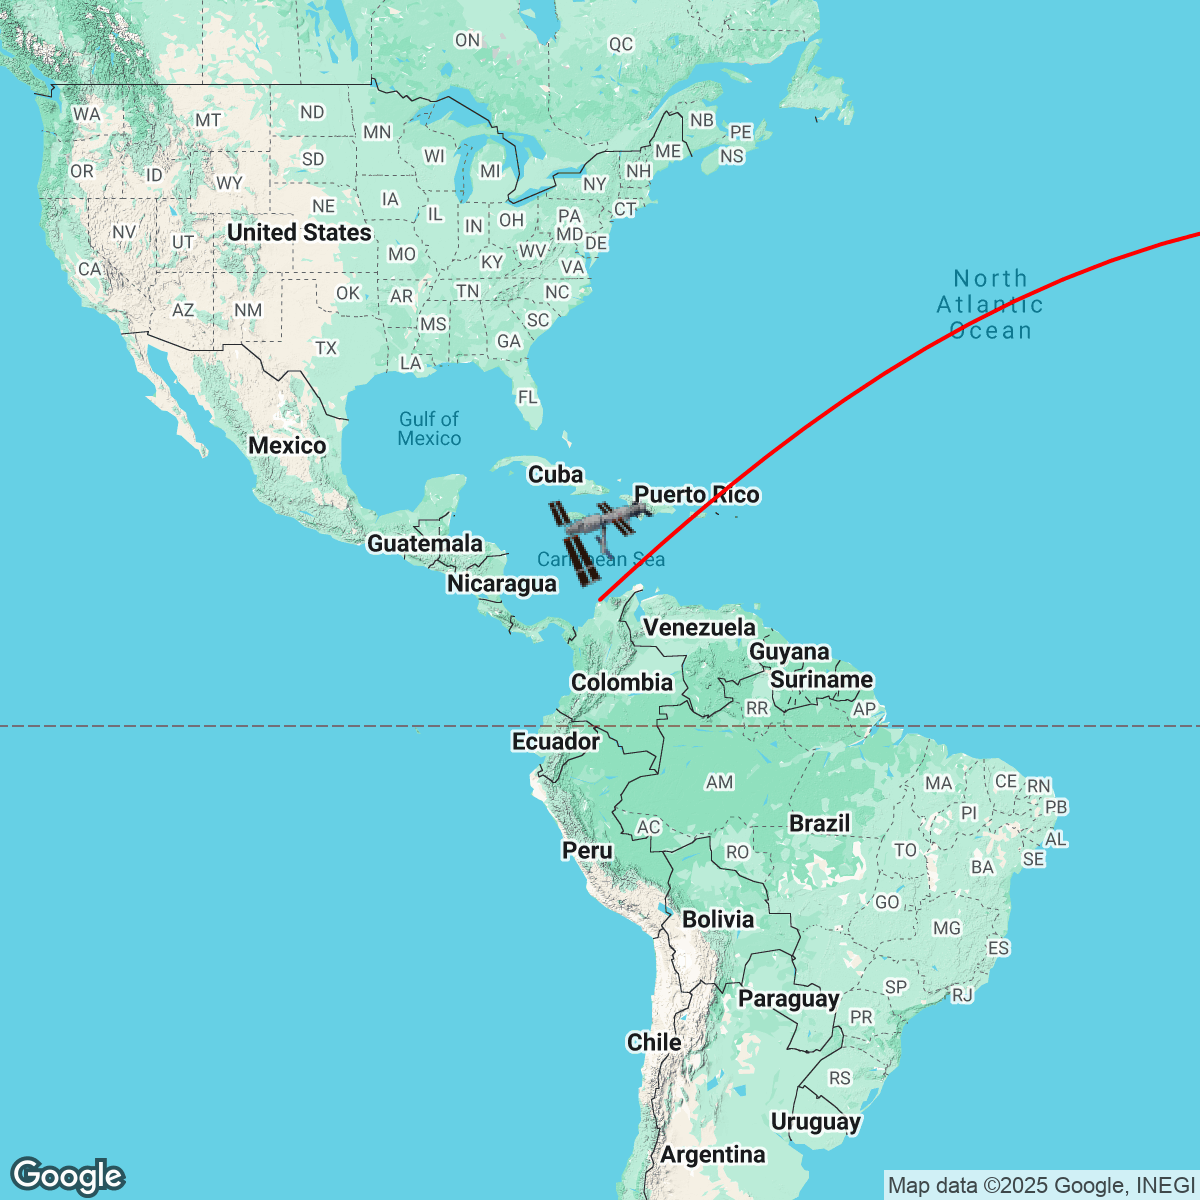 ON
QC
WA
MT
ND
MN
NB
PE
OR
ID
SD
WI
MI
ME
NS
WY
NH
NY
NE
IA
IL
IN
OH
PA
CT
NV
UT
United States
MO
WV
MD
DE
CA
KY
VA
AZ
NM
OK
AR
TN
NC
MS
SC
TX
LA
GA
FL
North
Atlantic
Ocean
Gulf of
Mexico
Mexico
Cuba
Puerto Rico
Guatemala
Caribbean Sea
Nicaragua
Venezuela
Guyana
Colombia
Suriname
RR
AP
Ecuador
AM
MA
CE
RN
PI
PB
AC
Brazil
AL
Peru
RO
TO
BA
SE
GO
Bolivia
MG
ES
SP
RJ
Paraguay
PR
Chile
RS
Uruguay
Argentina
Google
Map data ©2025 Google, INEGI